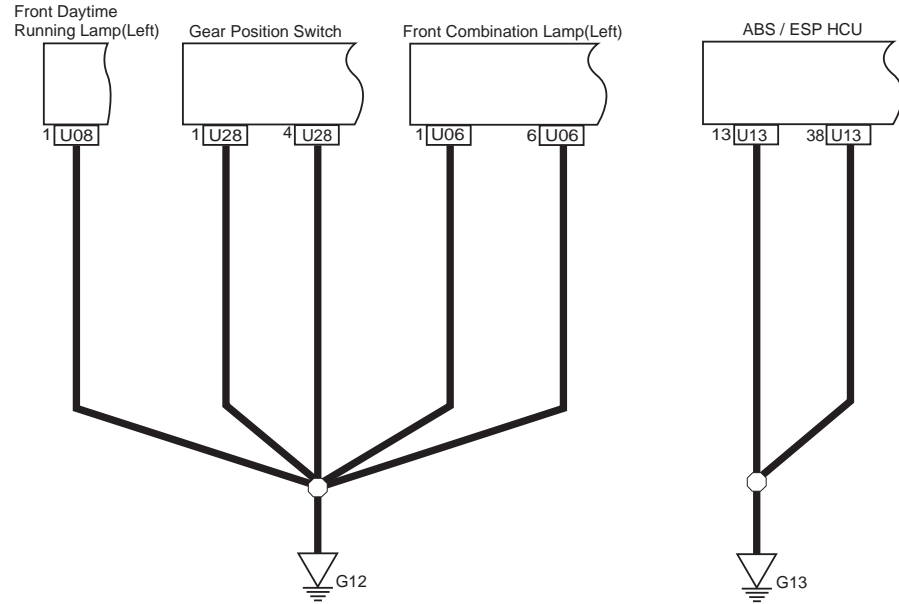 Front Daytime
Running Lamp(Left)
Gear Position Switch
Front Combination Lamp(Left)
ABS / ESP HCU
1 U08
1 U28
4 U28
1 U06
6 U06
13 U13
38 U13
G12
G13